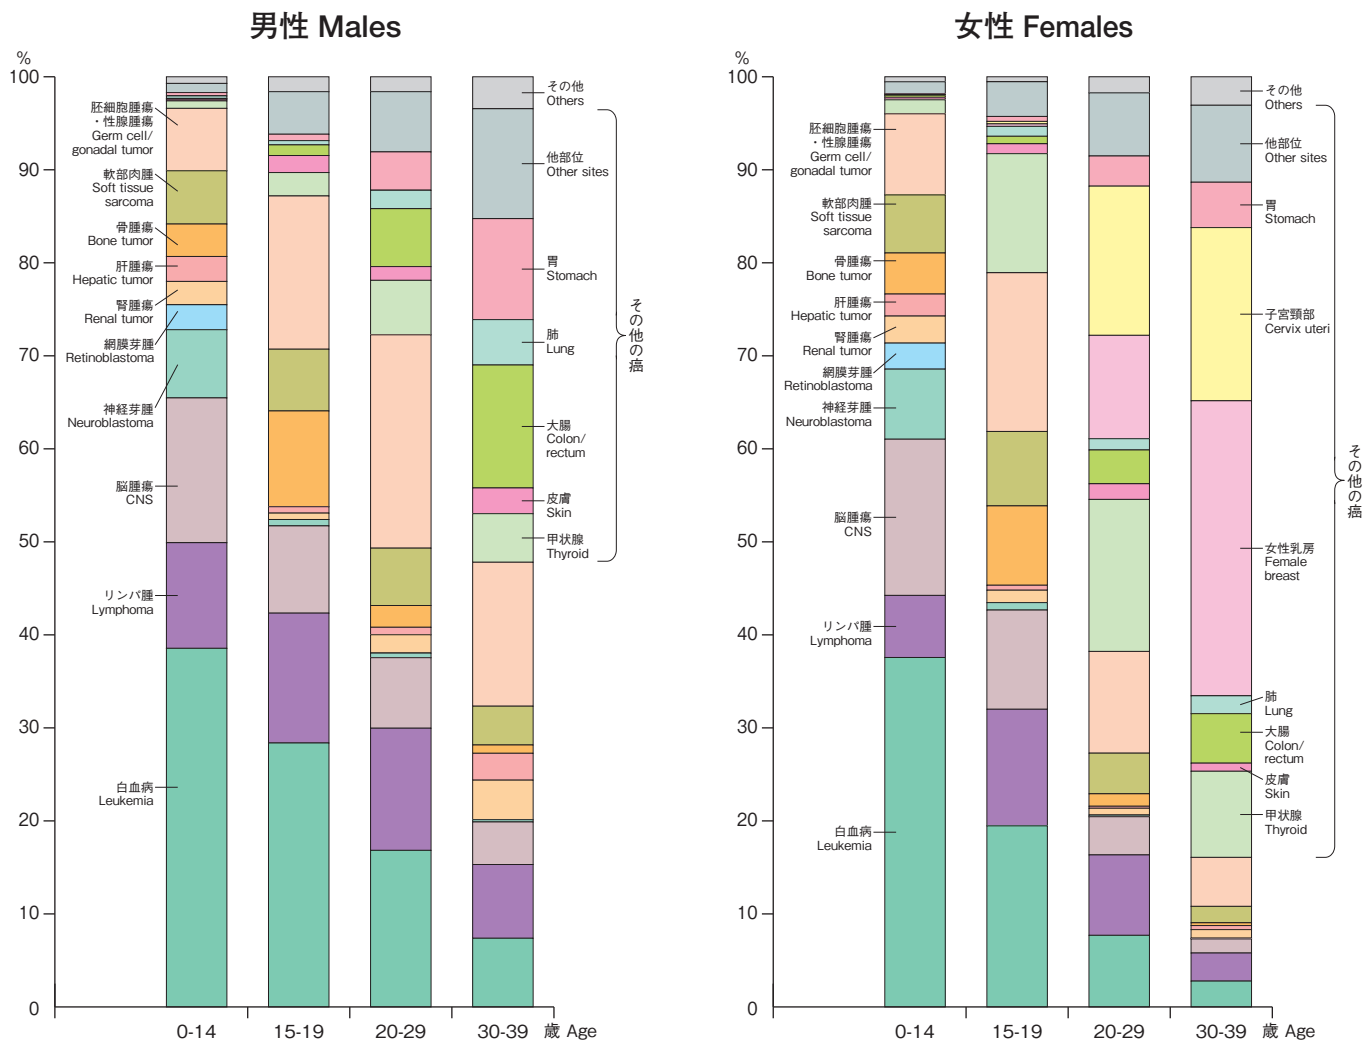 男性 Males
%
100
90
80
70
60
50
40
30
20
10
0
胚細胞腫瘍
・性腺腫瘍
Germ cell/
gonadal tumor
軟部肉腫
Soft tissue
sarcoma
骨腫瘍
Bone tumor
肝腫瘍
Hepatic tumor
腎腫瘍
Renal tumor
網膜芽腫
Retinoblastoma
神経芽腫
Neuroblastoma
脳腫瘍
CNS
リンパ腫
Lymphoma
白血病
Leukemia
その他
Others
他部位
Other sites
胃
Stomach
肺
Lung
大腸
Colon/
rectum
皮膚
Skin
甲状腺
Thyroid
その他の癌
0-14
15-19
20-29
30-39
歳 Age
女性 Females
%
100
90
80
70
60
50
40
30
20
10
0
胚細胞腫瘍
・性腺腫瘍
Germ cell/
gonadal tumor
軟部肉腫
Soft tissue
sarcoma
骨腫瘍
Bone tumor
肝腫瘍
Hepatic tumor
腎腫瘍
Renal tumor
網膜芽腫
Retinoblastoma
神経芽腫
Neuroblastoma
脳腫瘍
CNS
リンパ腫
Lymphoma
白血病
Leukemia
その他
Others
他部位
Other sites
胃
Stomach
子宮頸部
Cervix uteri
女性乳房
Female
breast
肺
Lung
大腸
Colon/
rectum
皮膚
Skin
甲状腺
Thyroid
その他の癌
0-14
15-19
20-29
30-39
歳 Age